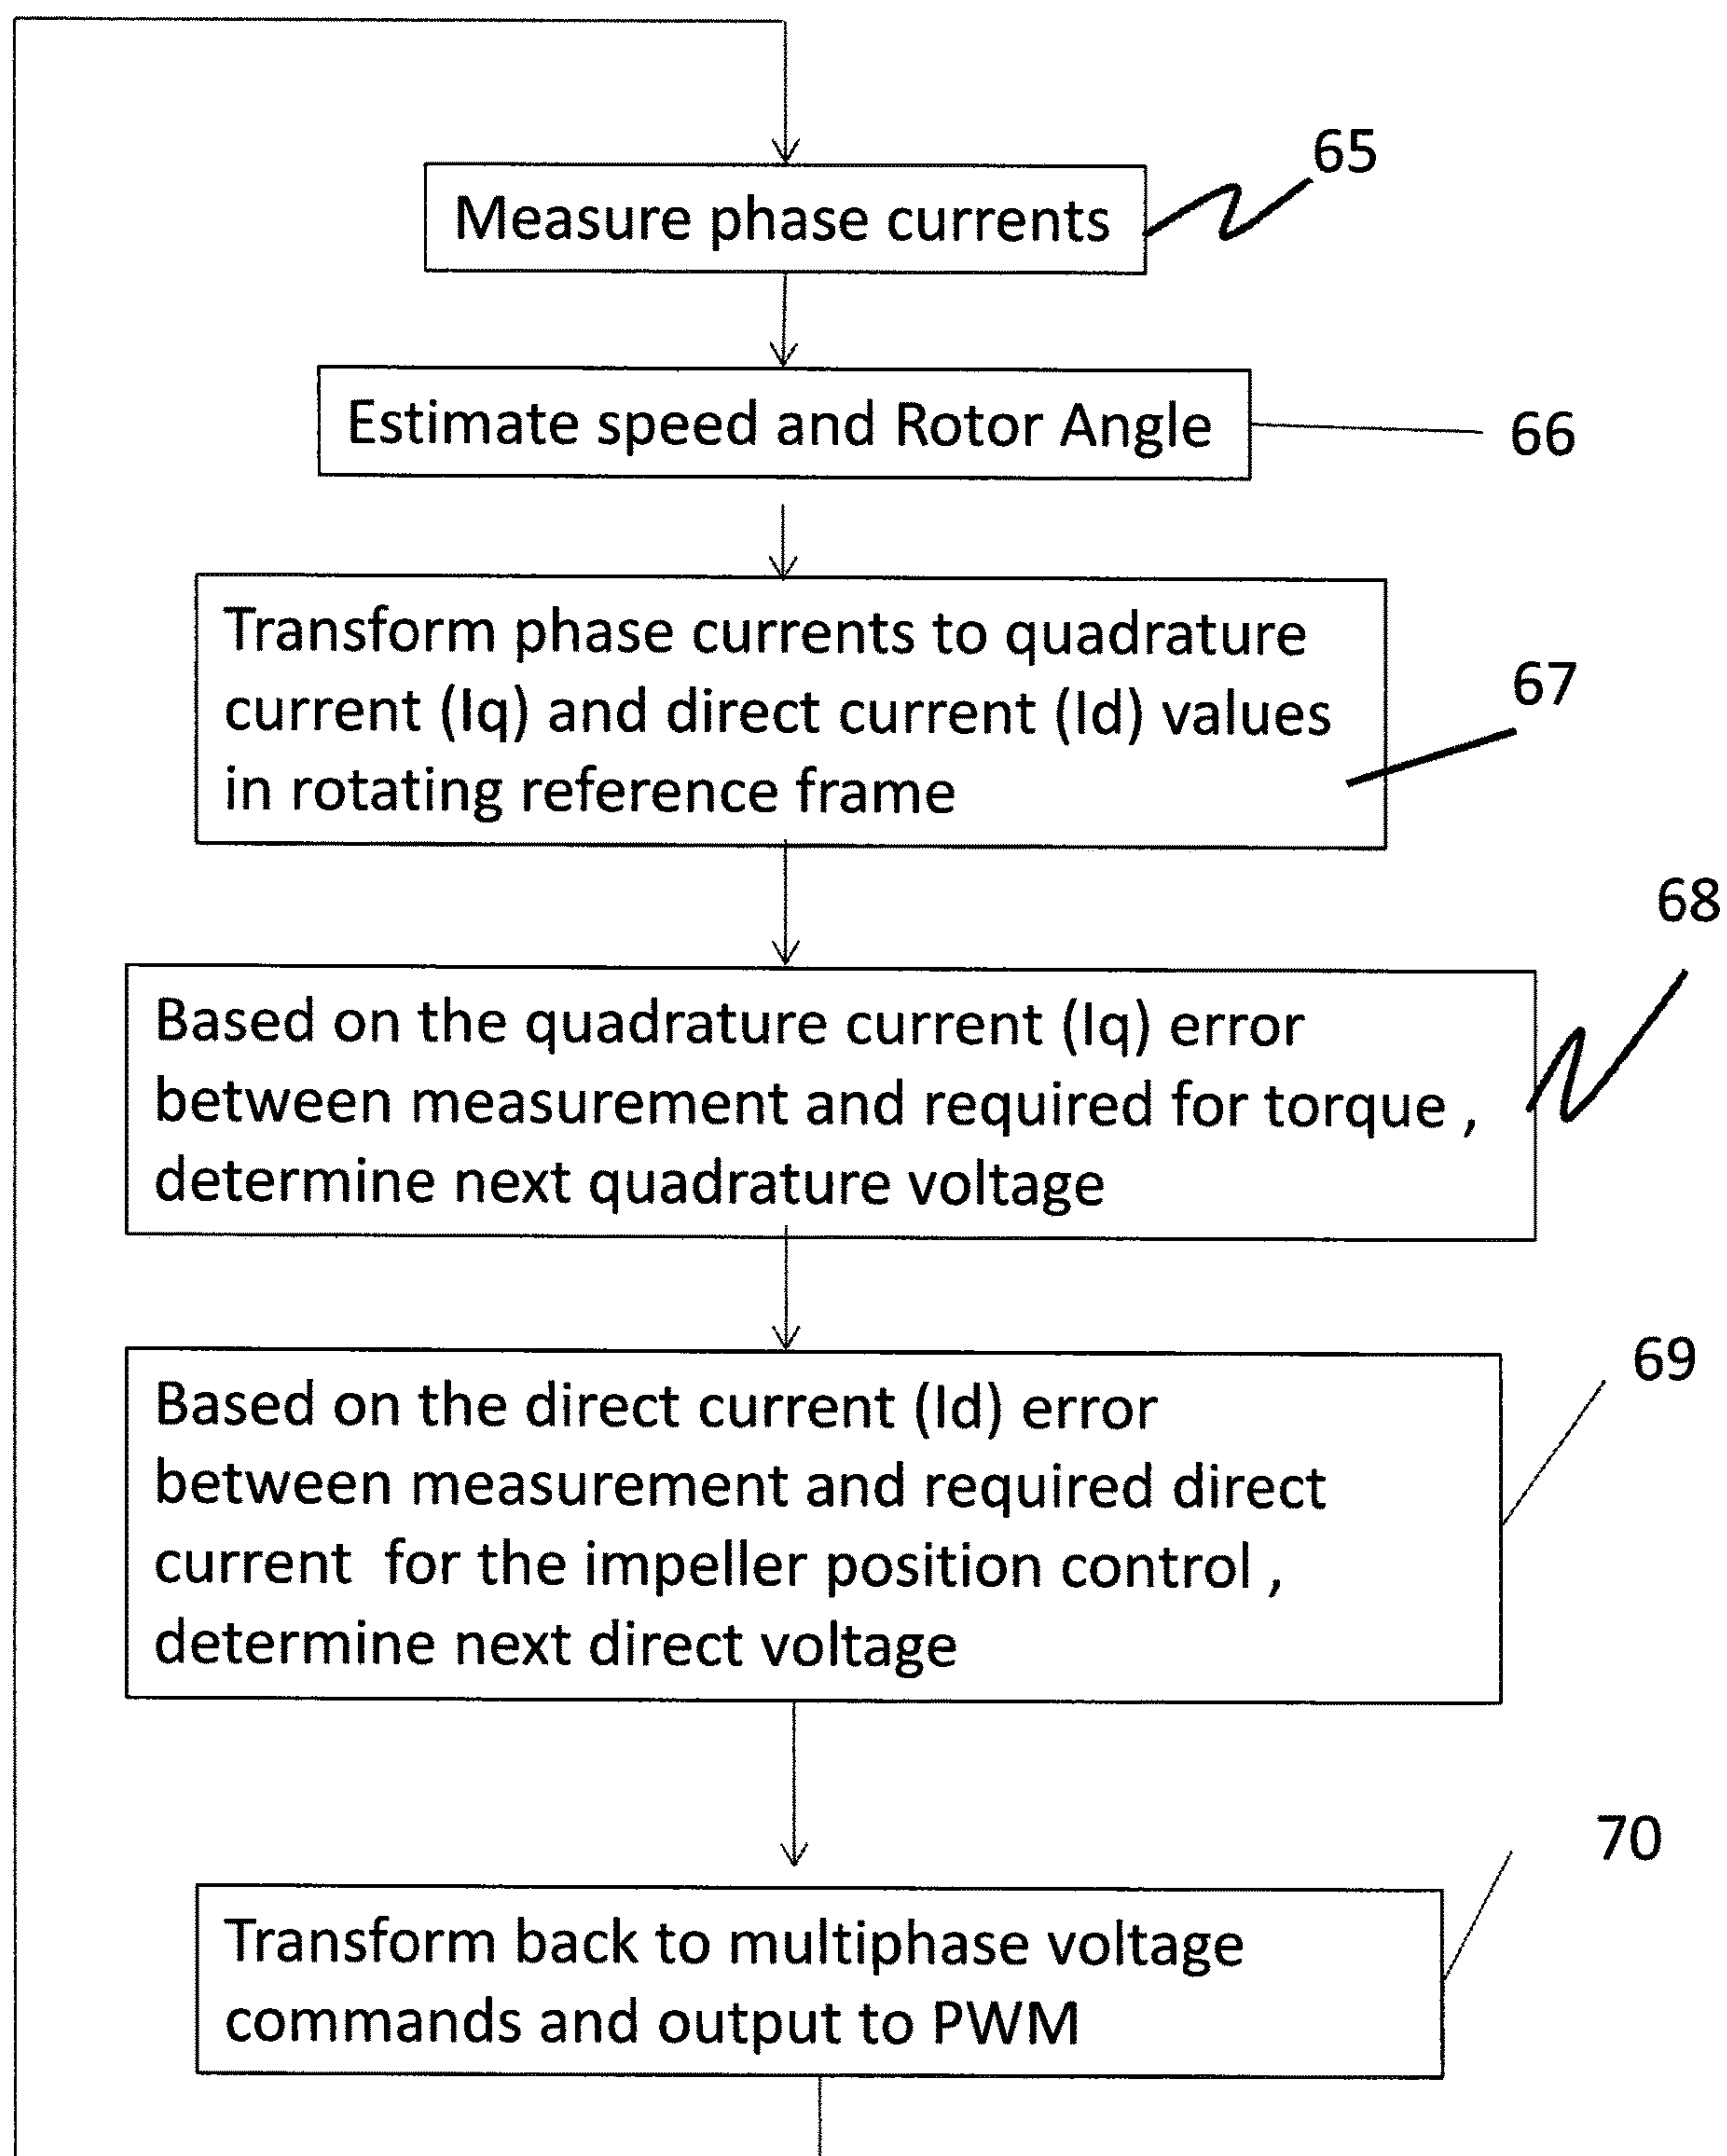 65
Measure phase currents
Estimate speed and Rotor Angle
66
Transform phase currents to quadrature
current (Iq) and direct current (Id) values
in rotating reference frame
67
68
Based on the quadrature current (Iq) error
between measurement and required for torque ,
determine next quadrature voltage
69
Based on the direct current (Id) error
between measurement and required direct
current  for the impeller position control ,
determine next direct voltage
70
Transform back to multiphase voltage
commands and output to PWM